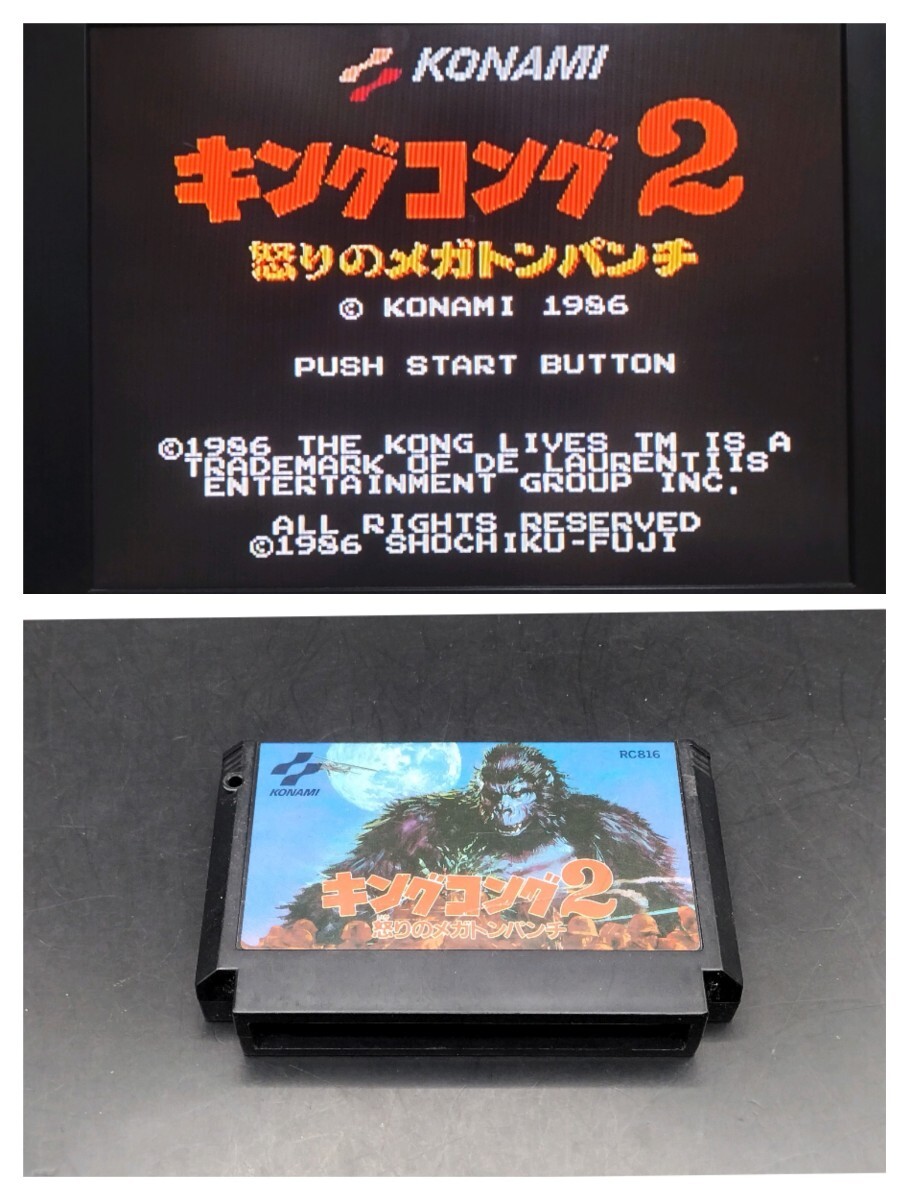 KONAMI
キングコング2
怒りのメガトンパンチ
© KONAMI 1986
PUSH START BUTTON
©1986 THE KONG LIVES TM IS A
TRADEMARK OF DE LAURENTIIS
ENTERTAINMENT GROUP INC.
ALL RIGHTS RESERVED
©1986 SHOCHIKU-FUJI
KONAMI
RC816
キングコング2
怒りのメガトンパンチ